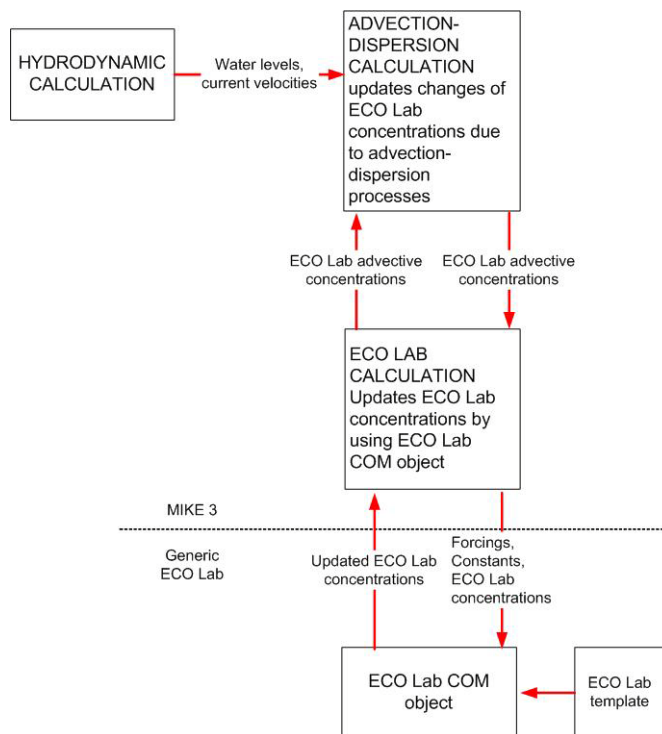 HYDRODYNAMIC
CALCULATION
Water levels,
current velocities
ADVECTION-
DISPERSION
CALCULATION
updates changes of
ECO Lab
concentrations due
to advection-
dispersion
processes
ECO Lab advective
concentrations
ECO Lab advective
concentrations
ECO LAB
CALCULATION
Updates ECO Lab
concentrations by
using ECO Lab
COM object
MIKE 3
Generic
ECO Lab
Updated ECO Lab
concentrations
Forcings,
Constants,
ECO Lab
concentrations
ECO Lab COM
object
ECO Lab
template